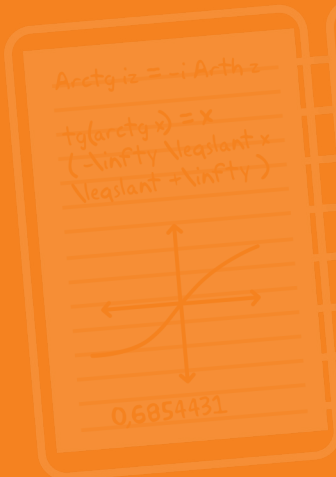 Arctg iz = -i Arth z
tg(arctg x) = x
( -\infty \leqslant x
\leqslant +\infty )
0,6854431